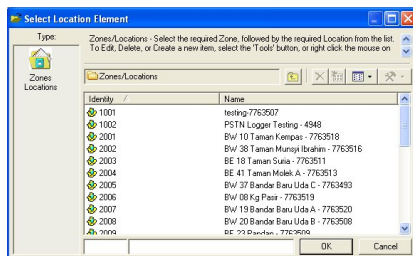 Select Location Element
Type:
Zones
Locations
Zones/Locations - Select the required Zone, followed by the required Location from the list.
To Edit, Delete, or Create a new item, select the 'Tools' button, or right click the mouse on
Zones/Locations
Identity Name
1001 testing-7763507
1002 PSTN Logger Testing - 4948
2001 BW 10 Taman Kempas - 7763518
2002 BW 38 Taman Munsyi Ibrahim - 7763516
2003 BE 18 Taman Suria - 7763511
2004 BE 41 Taman Molek A - 7763513
2005 BW 37 Bandar Baru Uda C - 7763493
2006 BW 08 Kg Pasir - 7763519
2007 BW 19 Bandar Baru Uda A - 7763520
2008 BW 20 Bandar Baru Uda B - 7763508
2009 BE 23 Pandan - 7763509
OK Cancel